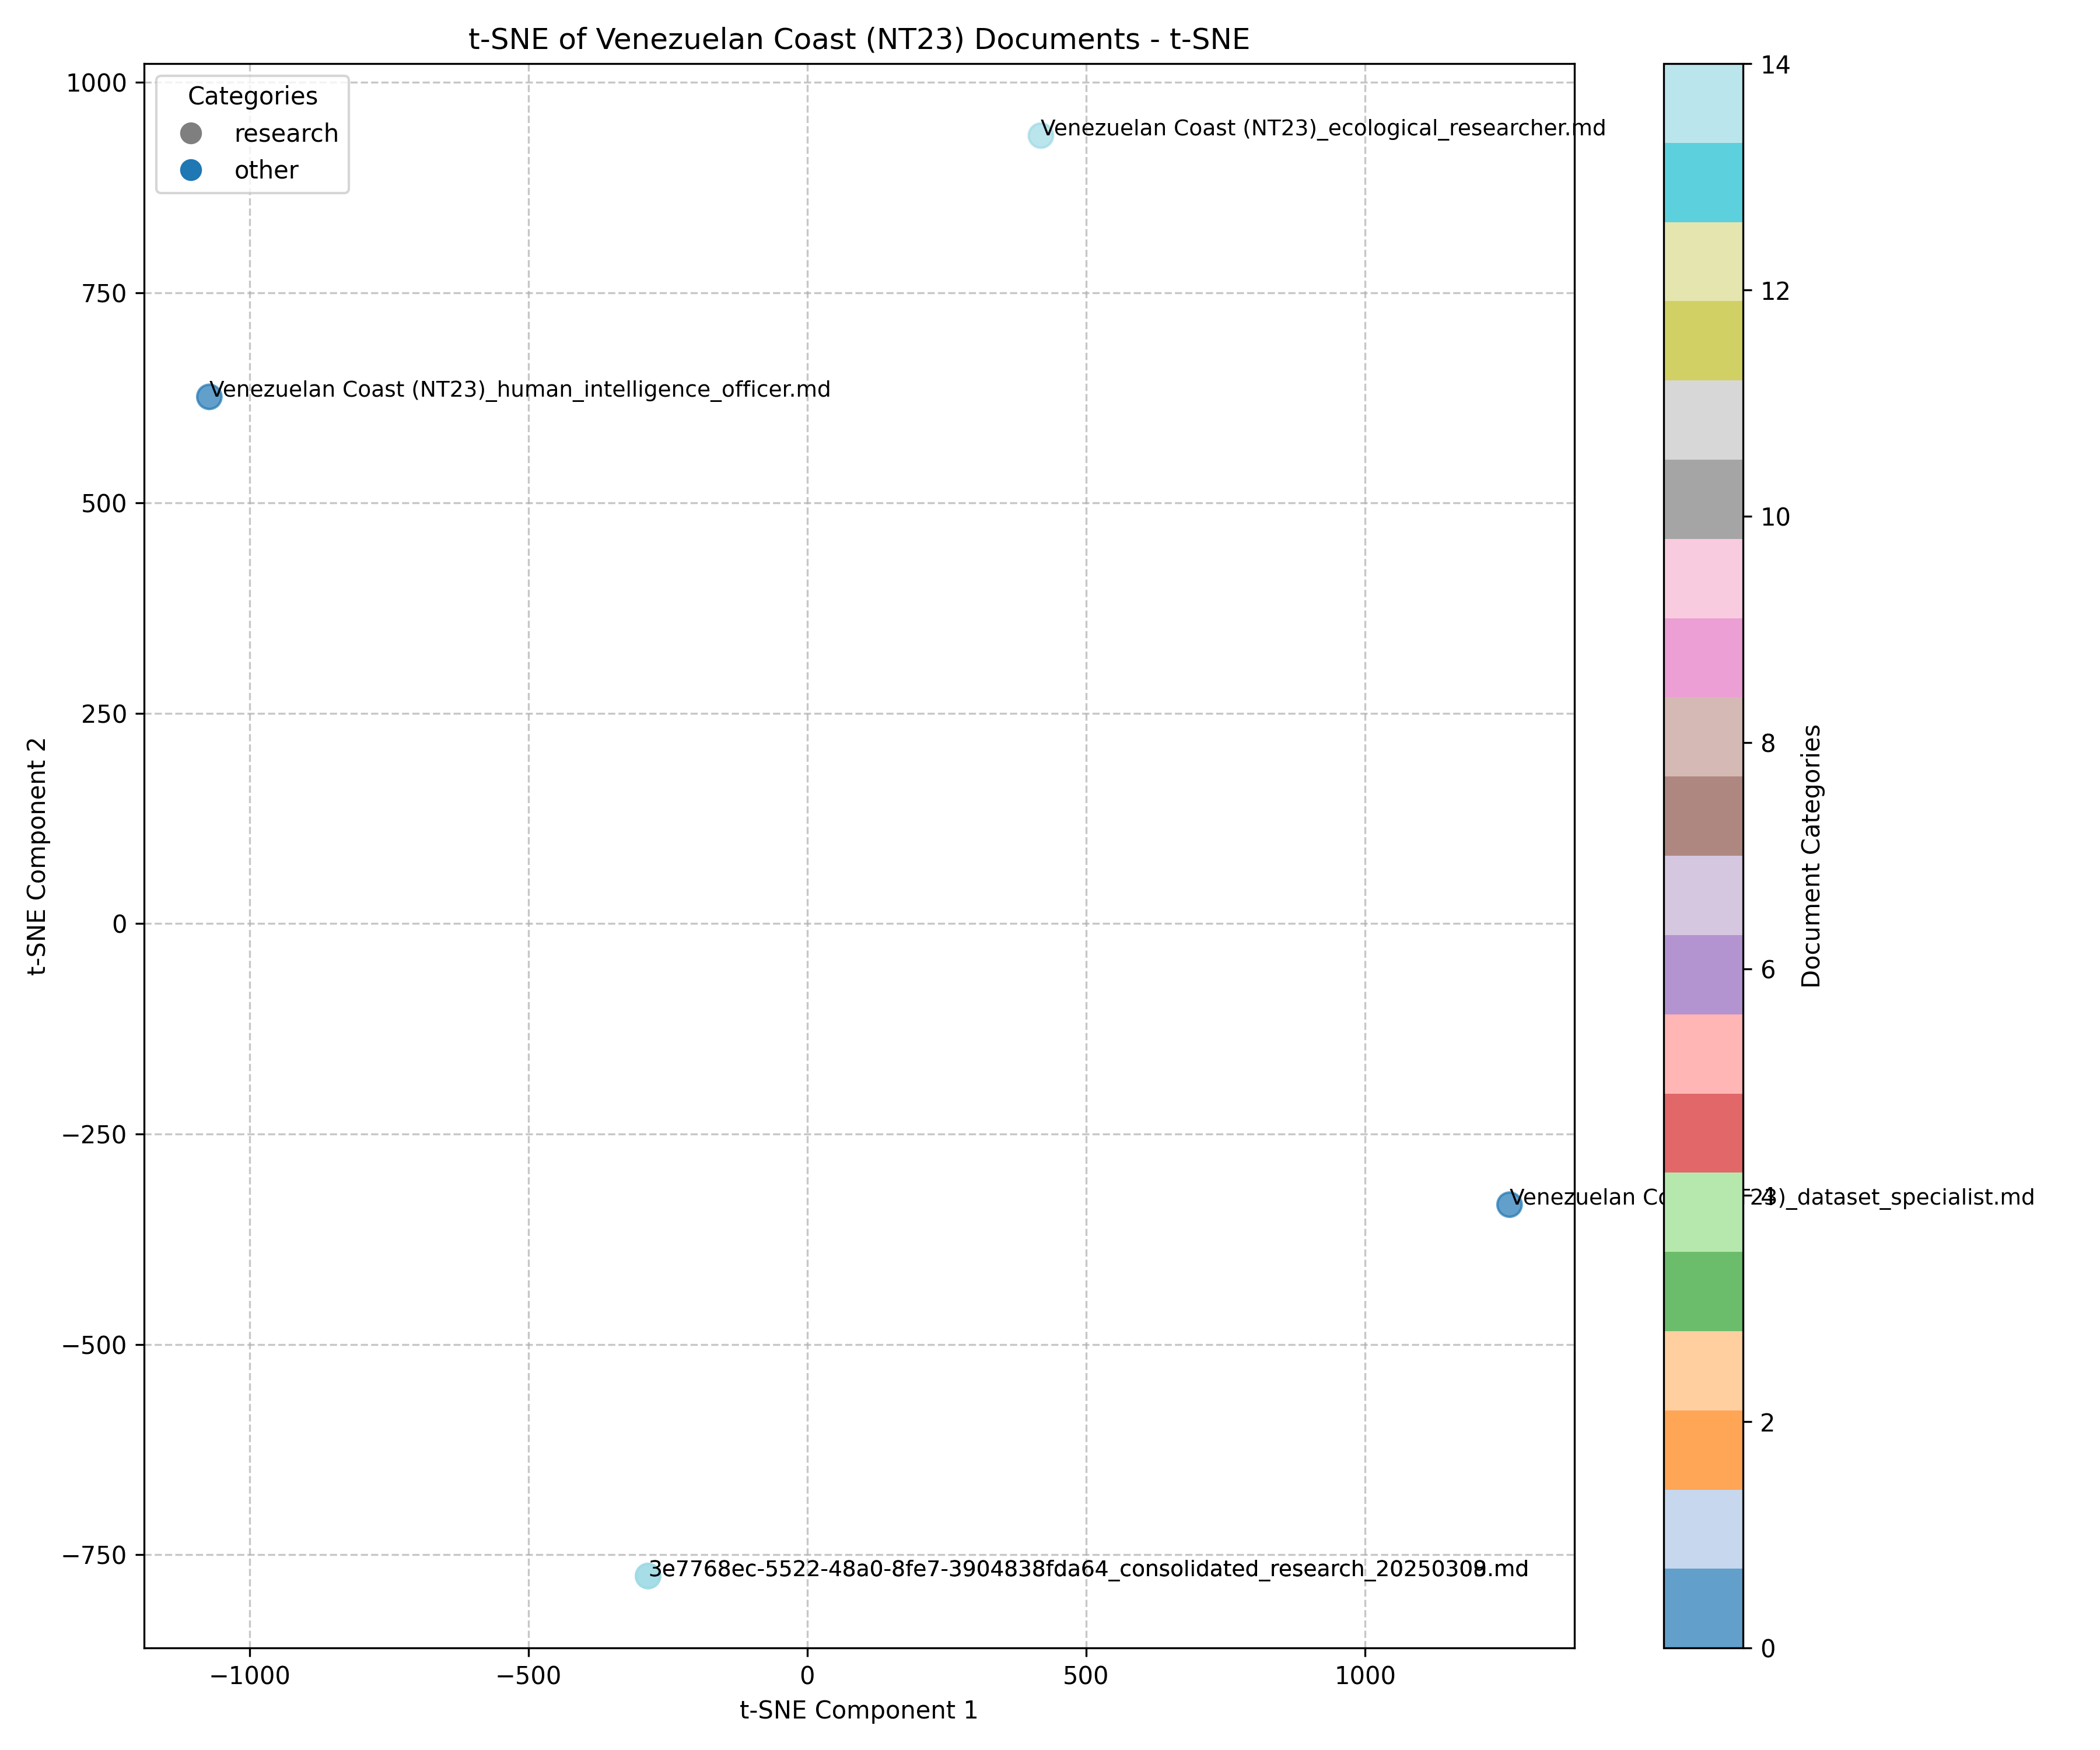 t-SNE of Venezuelan Coast (NT23) Documents - t-SNE
Categories
research
other
Venezuelan Coast (NT23)_ecological_researcher.md
Venezuelan Coast (NT23)_human_intelligence_officer.md
Venezuelan Co 23)_dataset_specialist.md
3e7768ec-5522-48a0-8fe7-3904838fda64_consolidated_research_2025030 .md
1000
750
500
250
0
−250
−500
−750
t-SNE Component 2
−1000
−500
0
500
1000
t-SNE Component 1
14
12
10
8
6
4
2
0
Document Categories